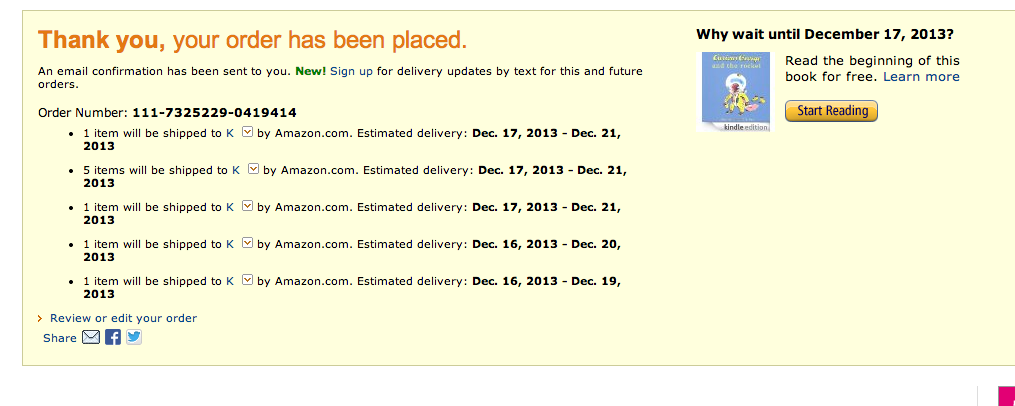 Thank you, your order has been placed.
An email confirmation has been sent to you. New! Sign up for delivery updates by text for this and future
orders.
Order Number: 111-7325229-0419414
1 item will be shipped to K by Amazon.com. Estimated delivery: Dec. 17, 2013 - Dec. 21,
2013
5 items will be shipped to K by Amazon.com. Estimated delivery: Dec. 17, 2013 - Dec. 21,
2013
1 item will be shipped to K by Amazon.com. Estimated delivery: Dec. 17, 2013 - Dec. 21,
2013
1 item will be shipped to K by Amazon.com. Estimated delivery: Dec. 16, 2013 - Dec. 20,
2013
1 item will be shipped to K by Amazon.com. Estimated delivery: Dec. 16, 2013 - Dec. 19,
2013
Review or edit your order
Share
Why wait until December 17, 2013?
Curious George
and the rocket
kindle edition
Read the beginning of this
book for free. Learn more
Start Reading